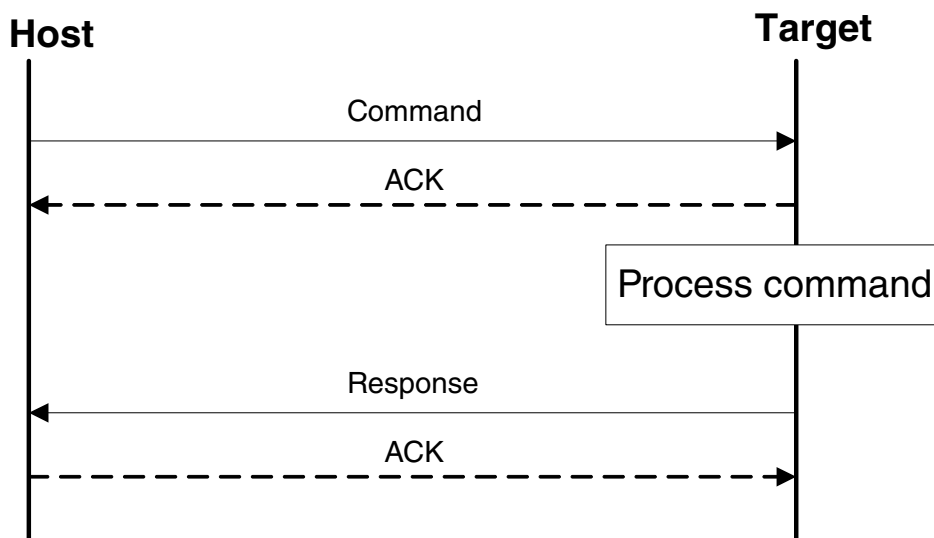 Host
Target
Command
ACK
Process command
Response
ACK